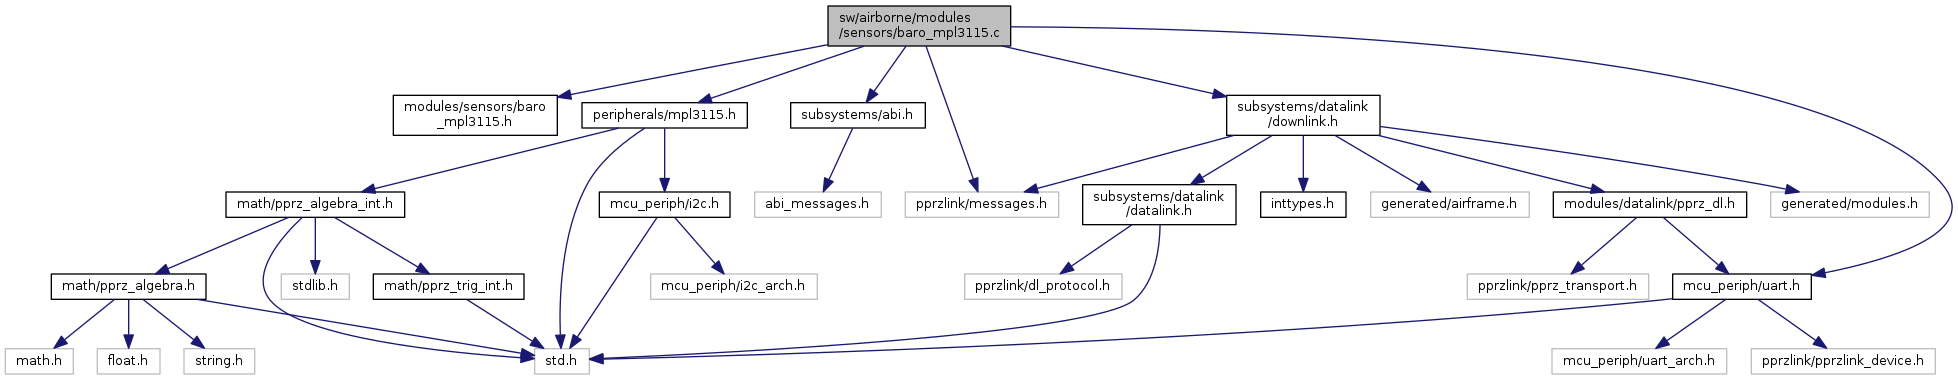 sw/airborne/modules
/sensors/baro_mpl3115.c
modules/sensors/baro
_mpl3115.h
peripherals/mpl3115.h
subsystems/abi.h
subsystems/datalink
/downlink.h
math/pprz_algebra_int.h
mcu_periph/i2c.h
abi_messages.h
pprzlink/messages.h
subsystems/datalink
/datalink.h
inttypes.h
generated/airframe.h
modules/datalink/pprz_dl.h
generated/modules.h
math/pprz_algebra.h
stdlib.h
math/pprz_trig_int.h
mcu_periph/i2c_arch.h
pprzlink/dl_protocol.h
pprzlink/pprz_transport.h
mcu_periph/uart.h
math.h
float.h
string.h
std.h
mcu_periph/uart_arch.h
pprzlink/pprzlink_device.h